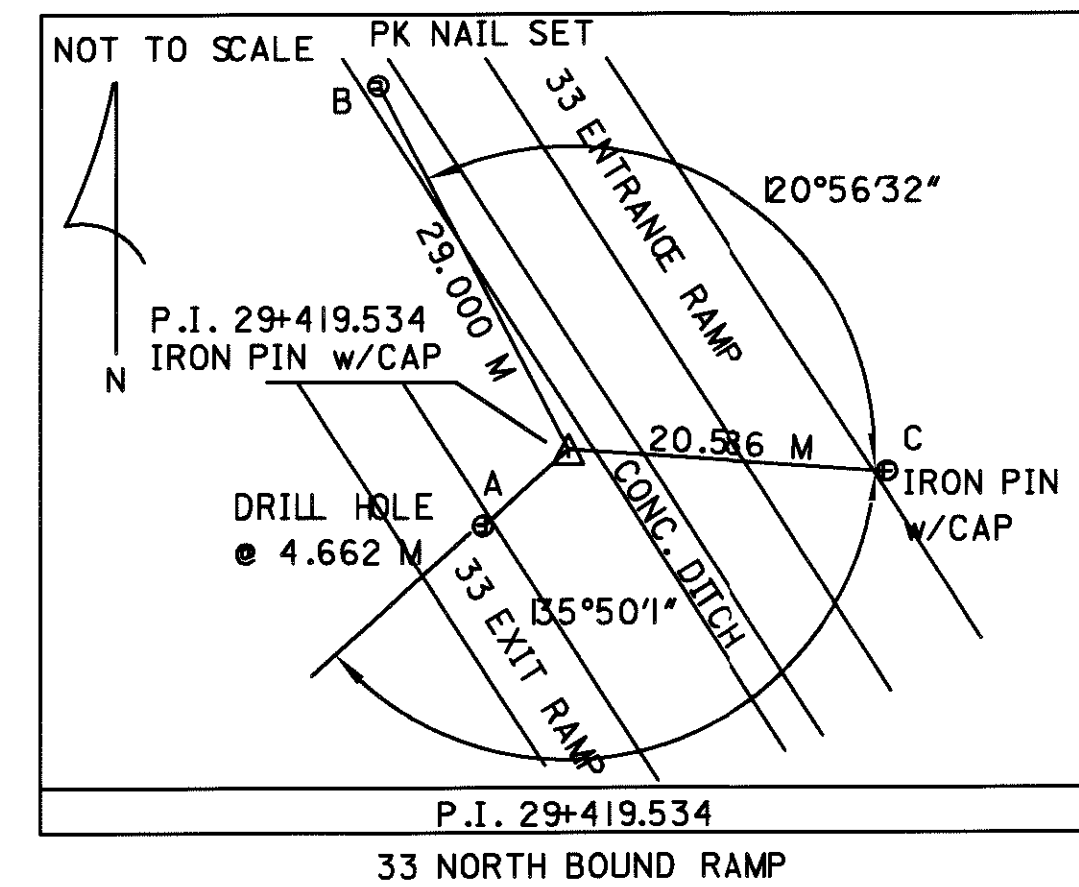 NOT TO SCALE
PK NAIL SET
B
33 ENTRANCE RAMP
120°56'32"
29.000 M
P.I. 29+419.534
IRON PIN w/CAP
N
20.586 M
C
IRON PIN
w/CAP
A
DRILL HOLE
@ 4.662 M
CONC. DITCH
33 EXIT RAMP
135°50'1"
P.I. 29+419.534
33 NORTH BOUND RAMP